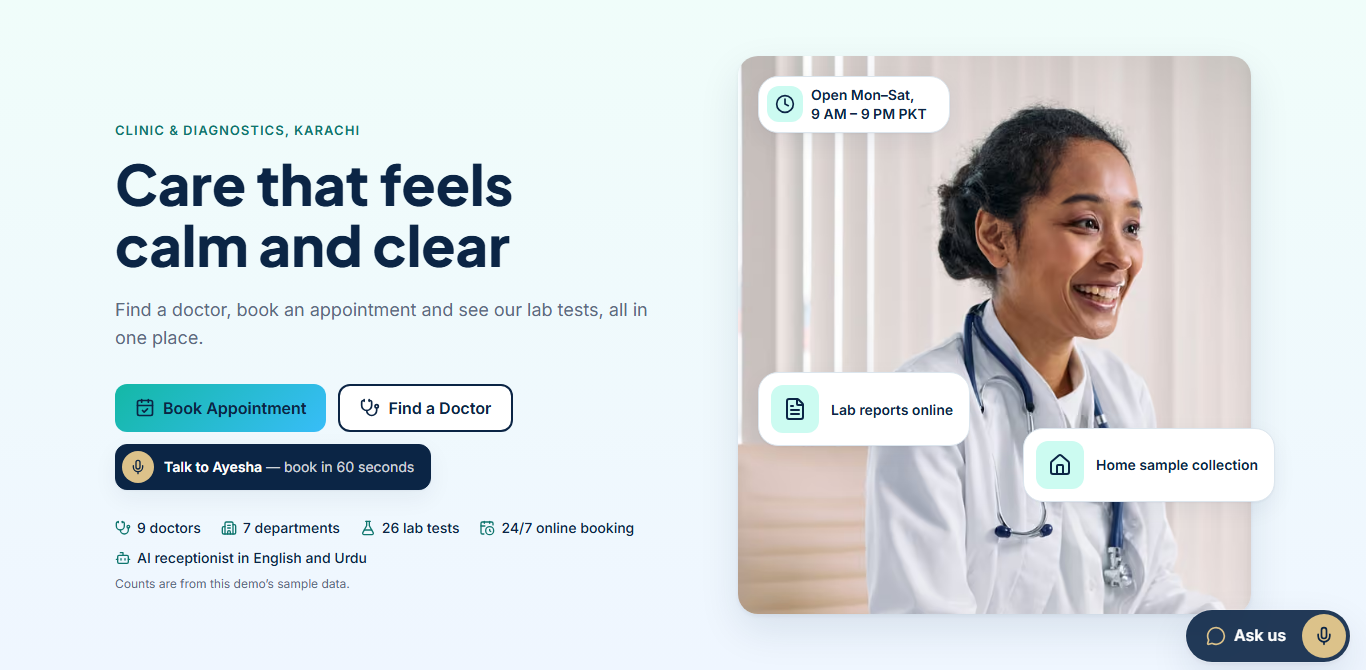 CLINIC & DIAGNOSTICS, KARACHI
Care that feels
calm and clear
Find a doctor, book an appointment and see our lab tests, all in
one place.
Book Appointment
Find a Doctor
Talk to Ayesha — book in 60 seconds
9 doctors
7 departments
26 lab tests
24/7 online booking
AI receptionist in English and Urdu
Counts are from this demo’s sample data.
Open Mon–Sat,
9 AM – 9 PM PKT
Lab reports online
Home sample collection
Ask us